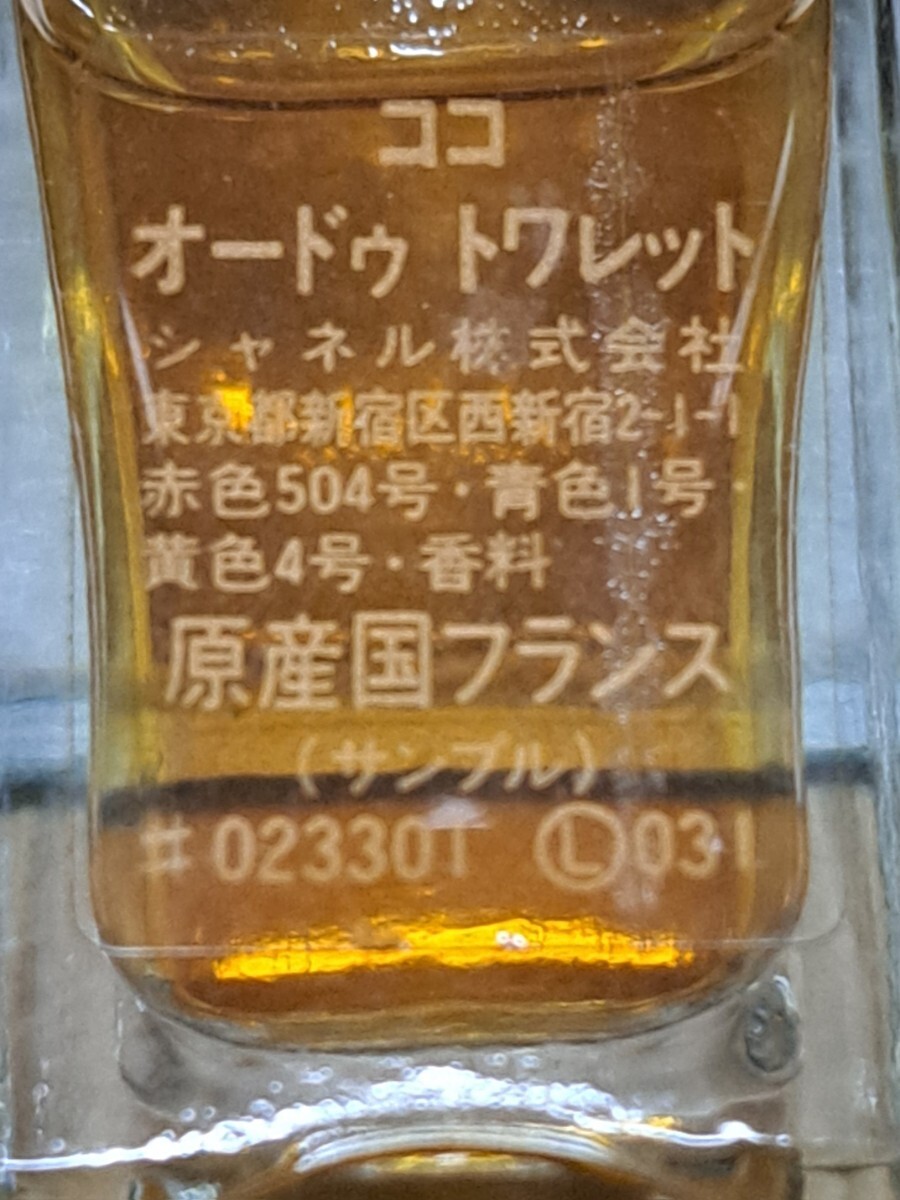 ココ
オードゥ トワレット
シャネル株式会社
東京都新宿区西新宿2-1-1
赤色504号・青色1号・
黄色4号・香料
原産国フランス
(サンプル)
#023301 Ⓛ031